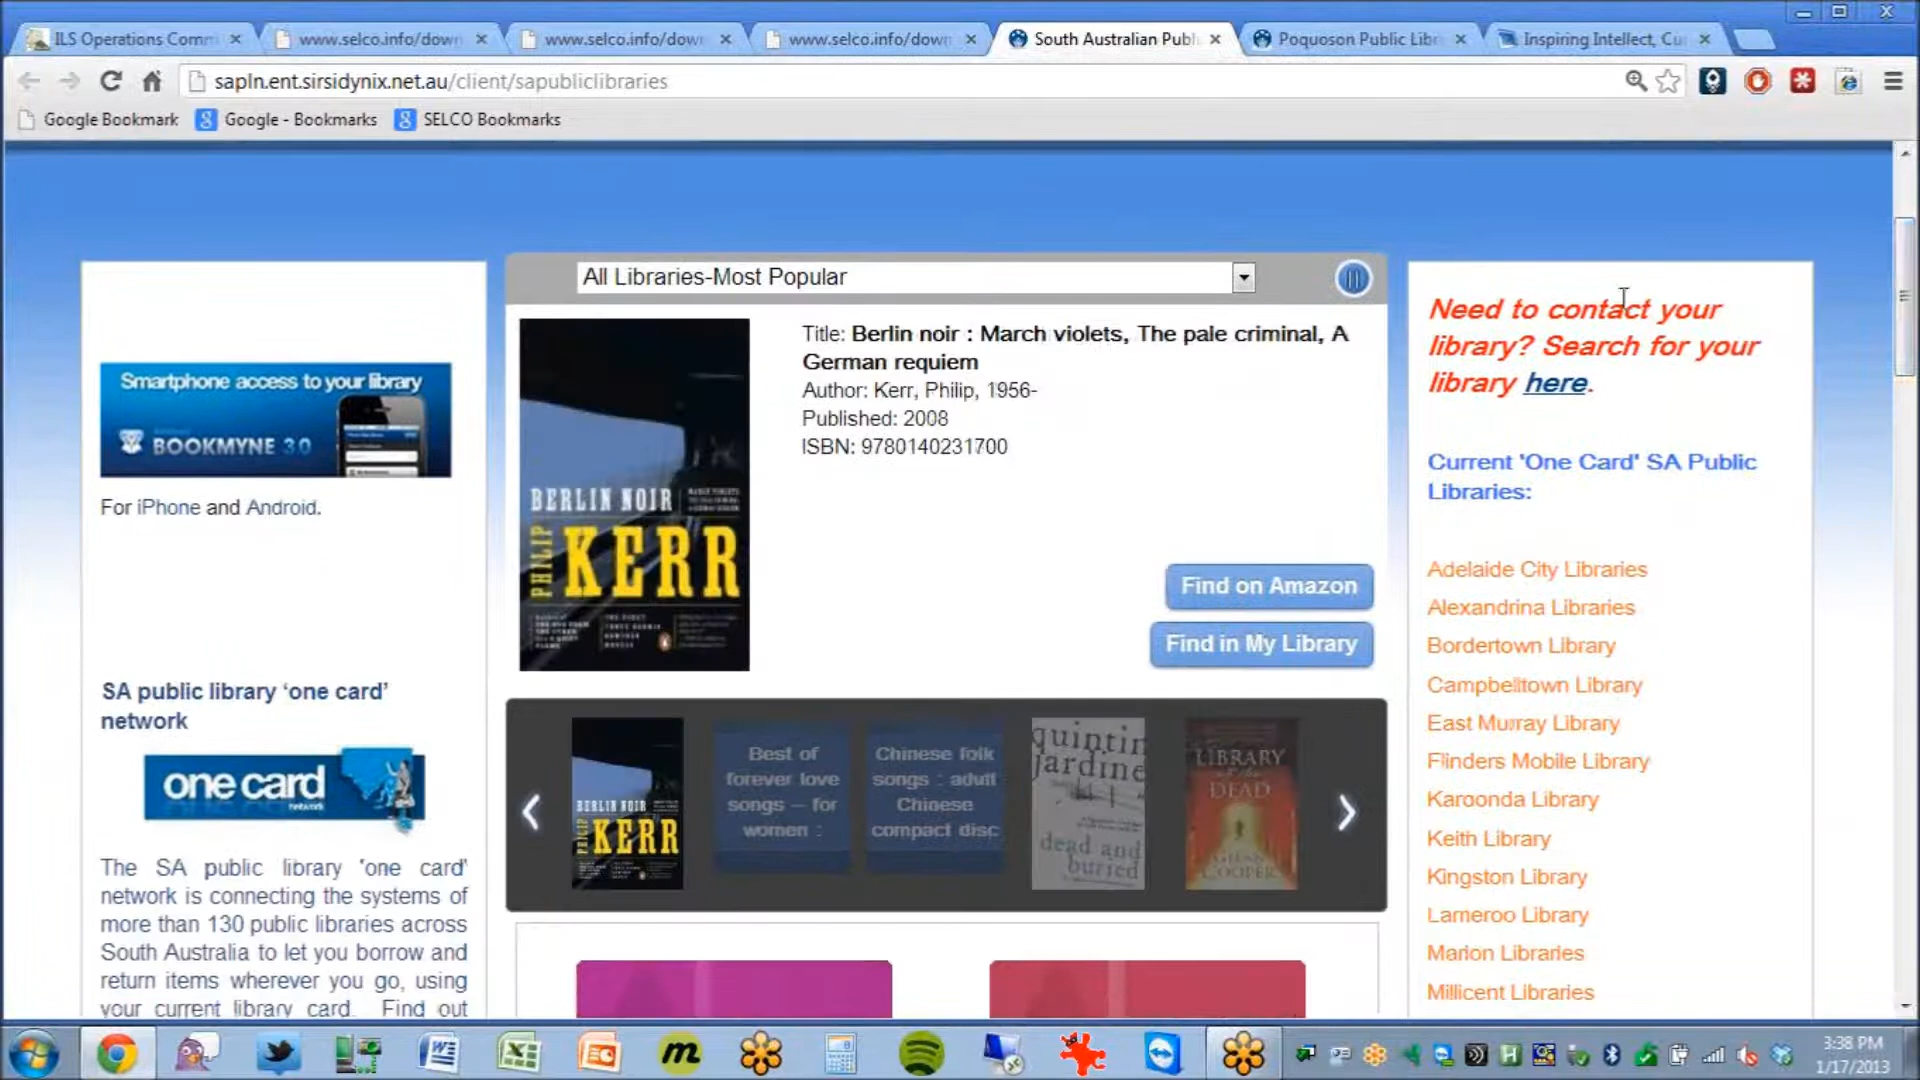 ILS Operations Comm
www.selco.info/down
www.selco.info/dow
www.selco.info/down
South Australian Publ
Poquoson Public Libr
Inspiring Intellect, Cu
sapln.ent.sirsidynix.net.au/client/sapubliclibraries
Google Bookmark
Google - Bookmarks
SELCO Bookmarks
Smartphone access to your library
BOOKMYNE 3.0
For iPhone and Android.
SA public library ‘one card’
network
one card
network
The SA public library 'one card'
network is connecting the systems of
more than 130 public libraries across
South Australia to let you borrow and
return items wherever you go, using
your current library card. Find out
All Libraries-Most Popular
BERLIN NOIR
PHILIP
KERR
Title: Berlin noir : March violets, The pale criminal, A
German requiem
Author: Kerr, Philip, 1956-
Published: 2008
ISBN: 9780140231700
Find on Amazon
Find in My Library
BERLIN NOIR
PHILIP
KERR
Best of
forever love
songs – for
women :
Chinese folk
songs : adult
Chinese
compact disc
quintin
jardine
dead and
buried
LIBRARY
DEAD
GLENN
COOPER
Need to contact your
library? Search for your
library here.
Current 'One Card' SA Public
Libraries:
Adelaide City Libraries
Alexandrina Libraries
Bordertown Library
Campbelltown Library
East Murray Library
Flinders Mobile Library
Karoonda Library
Keith Library
Kingston Library
Lameroo Library
Marion Libraries
Millicent Libraries
3:38 PM
1/17/2013